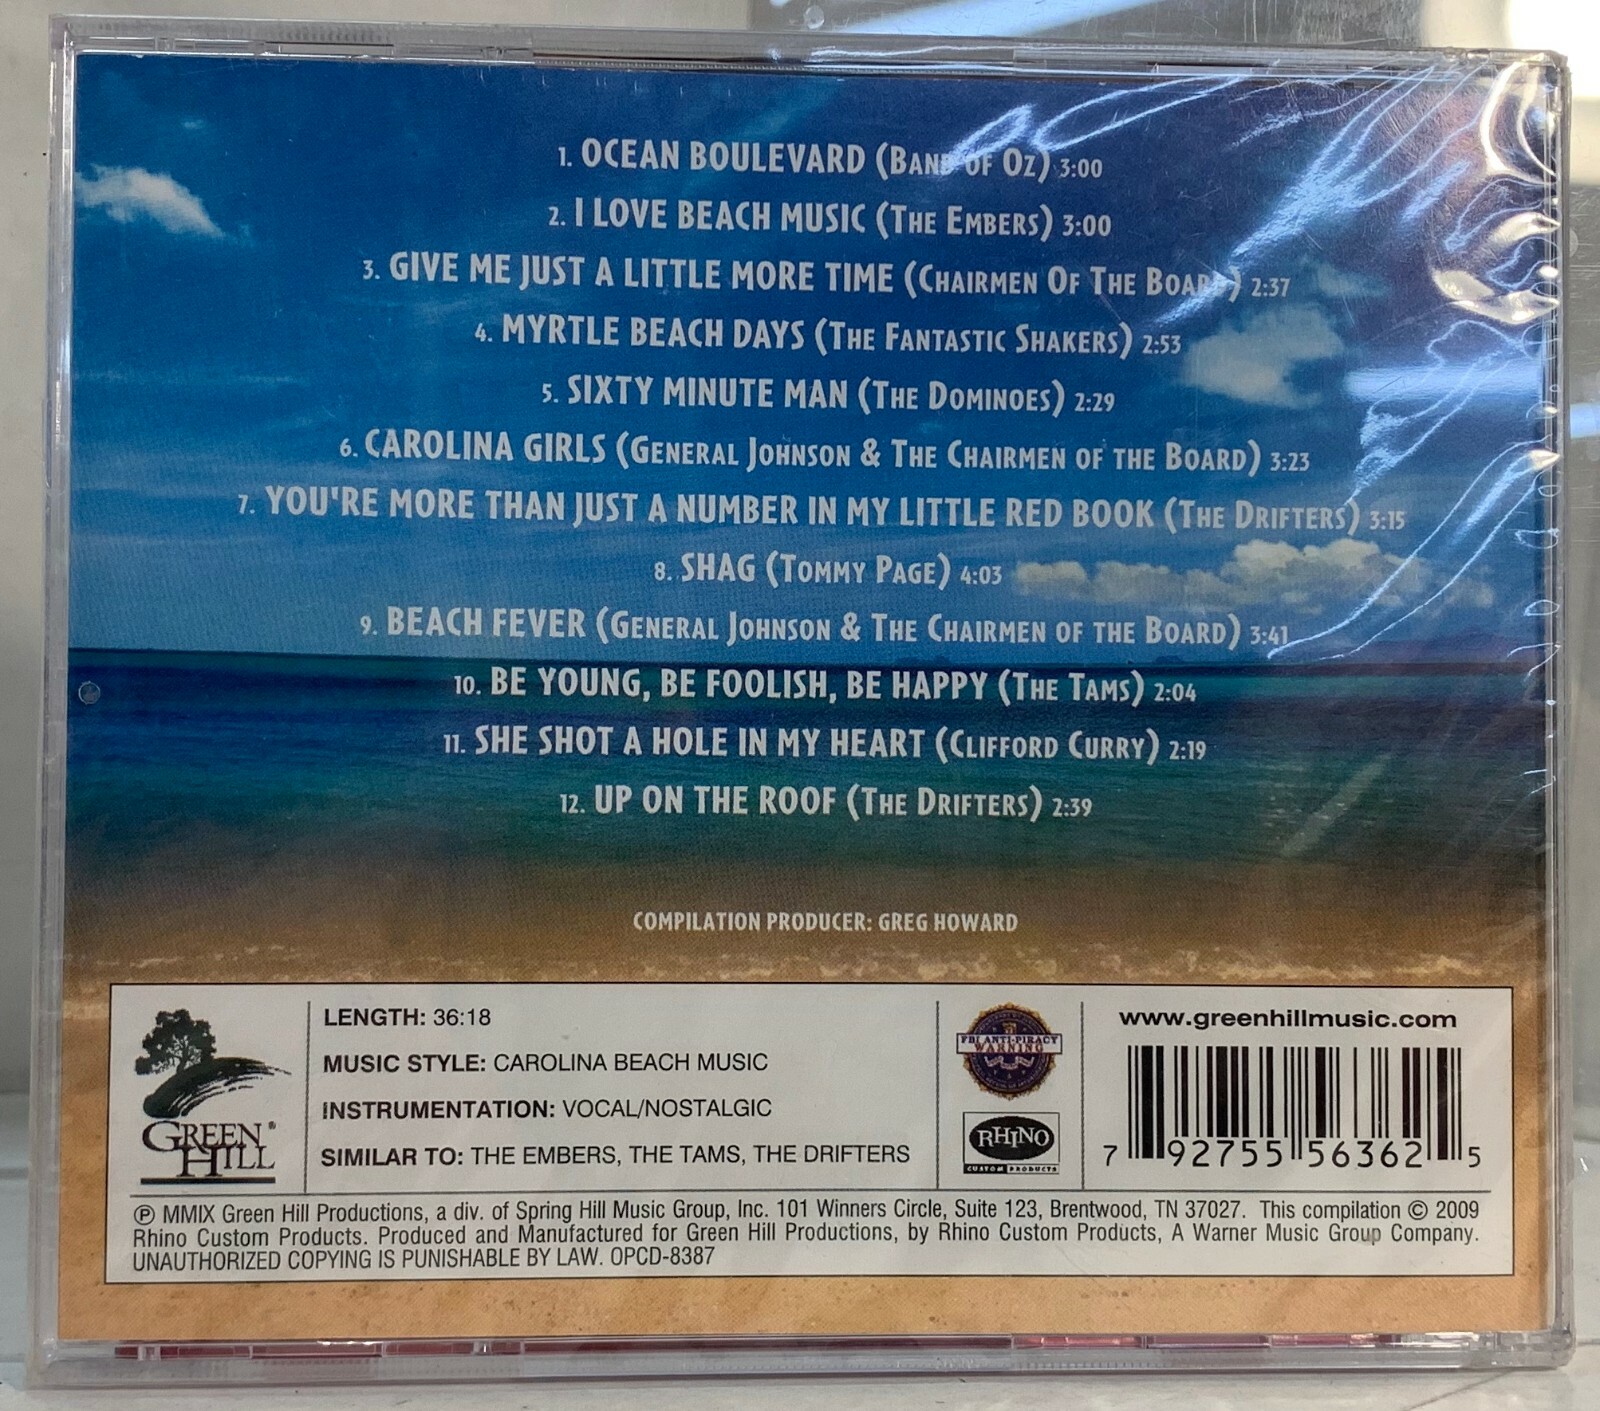 1. OCEAN BOULEVARD (BAND OF OZ) 3:00
2. I LOVE BEACH MUSIC (THE EMBERS) 3:00
3. GIVE ME JUST A LITTLE MORE TIME (CHAIRMEN OF THE BOARD) 2:37
4. MYRTLE BEACH DAYS (THE FANTASTIC SHAKERS) 2:53
5. SIXTY MINUTE MAN (THE DOMINOES) 2:29
6. CAROLINA GIRLS (GENERAL JOHNSON & THE CHAIRMEN OF THE BOARD) 3:23
7. YOU'RE MORE THAN JUST A NUMBER IN MY LITTLE RED BOOK (THE DRIFTERS) 3:15
8. SHAG (TOMMY PAGE) 4:03
9. BEACH FEVER (GENERAL JOHNSON & THE CHAIRMEN OF THE BOARD) 3:41
10. BE YOUNG, BE FOOLISH, BE HAPPY (THE TAMS) 2:04
11. SHE SHOT A HOLE IN MY HEART (CLIFFORD CURRY) 2:19
12. UP ON THE ROOF (THE DRIFTERS) 2:39
COMPILATION PRODUCER: GREG HOWARD
GREEN HILL®
LENGTH: 36:18
MUSIC STYLE: CAROLINA BEACH MUSIC
INSTRUMENTATION: VOCAL/NOSTALGIC
SIMILAR TO: THE EMBERS, THE TAMS, THE DRIFTERS
FBI ANTI-PIRACY
WARNING
RHINO
CUSTOM PRODUCTS
www.greenhillmusic.com
7 92755 56362 5
℗ MMIX Green Hill Productions, a div. of Spring Hill Music Group, Inc. 101 Winners Circle, Suite 123, Brentwood, TN 37027. This compilation © 2009
Rhino Custom Products. Produced and Manufactured for Green Hill Productions, by Rhino Custom Products, A Warner Music Group Company.
UNAUTHORIZED COPYING IS PUNISHABLE BY LAW. OPCD-8387